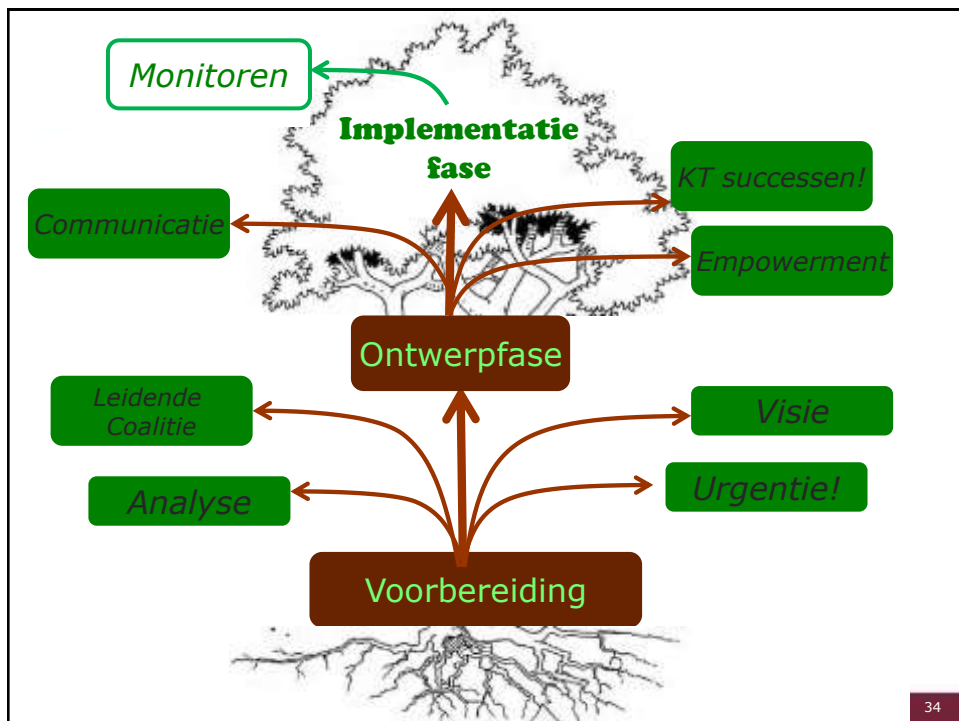 Monitoren
Implementatie
fase
KT successen!
Communicatie
Empowerment
Ontwerpfase
Leidende
Coalitie
Visie
Analyse
Urgentie!
Voorbereiding
34